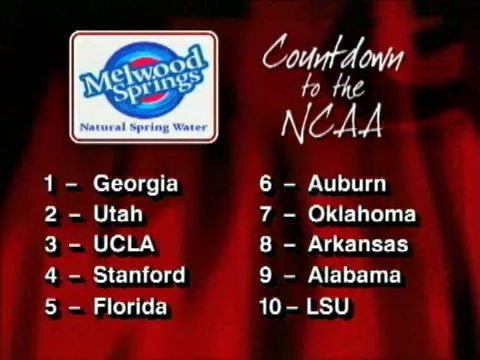 Melwood
Springs
Natural Spring Water
Countdown
to the
NCAA
1 – Georgia
2 – Utah
3 – UCLA
4 – Stanford
5 – Florida
6 – Auburn
7 – Oklahoma
8 – Arkansas
9 – Alabama
10 – LSU